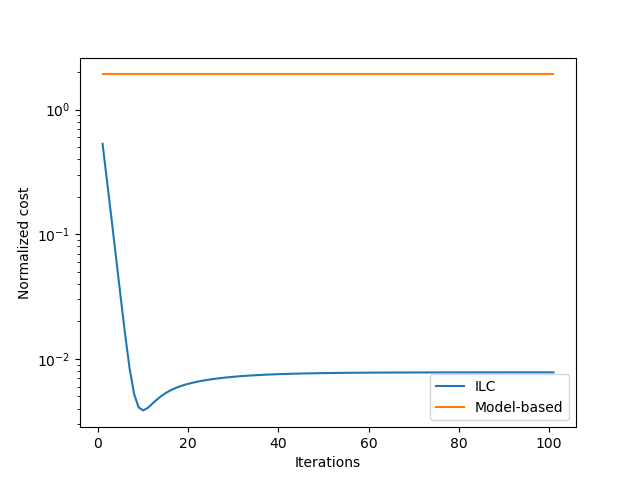 10⁰
10⁻¹
10⁻²
Normalized cost
0 20 40 60 80 100
Iterations
ILC
Model-based